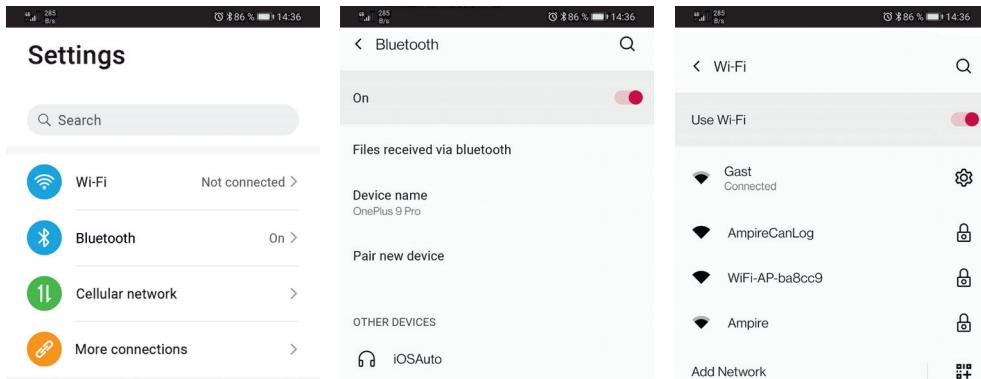 285
B/s
86 %
14:36
Settings
Search
Wi-Fi
Not connected
Bluetooth
On
Cellular network
More connections
285
B/s
86 %
14:36
Bluetooth
On
Files received via bluetooth
Device name
OnePlus 9 Pro
Pair new device
OTHER DEVICES
iOSAuto
285
B/s
86 %
14:36
Wi-Fi
Use Wi-Fi
Gast
Connected
AmpireCanLog
WiFi-AP-ba8cc9
Ampire
Add Network